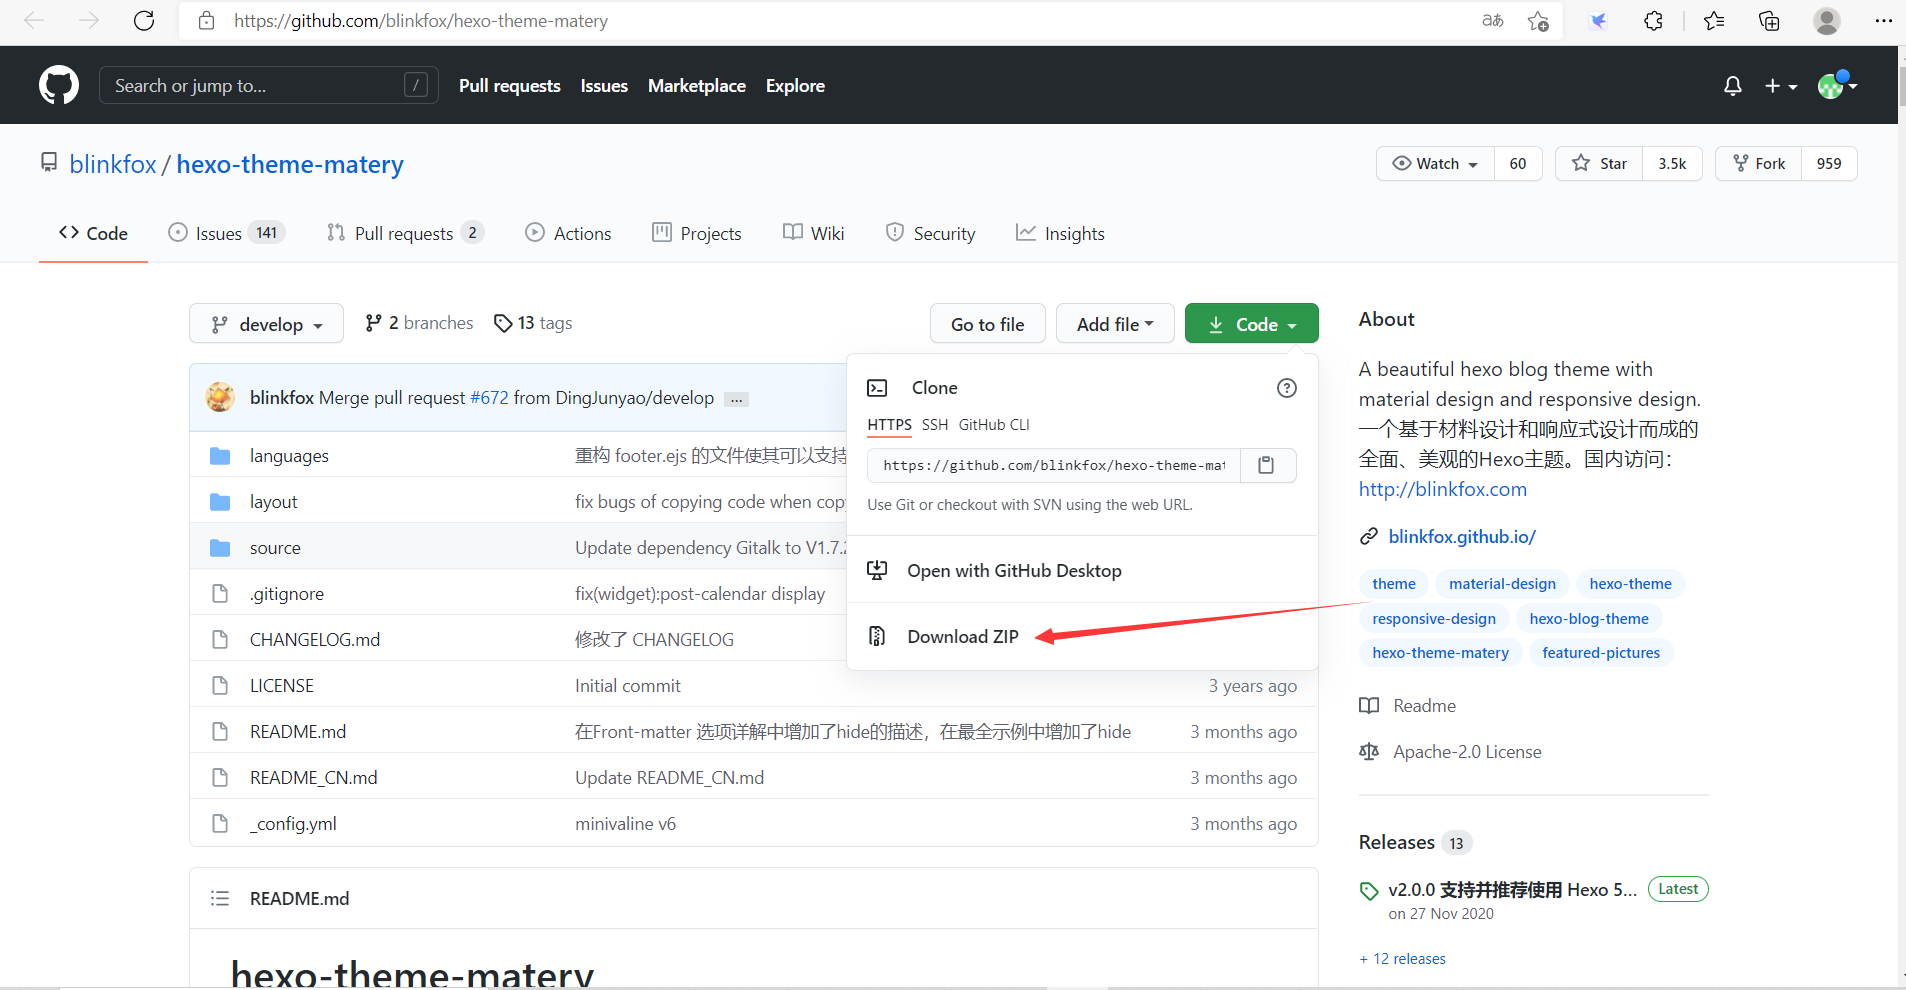 https://github.com/blinkfox/hexo-theme-matery
aあ
Search or jump to...
/
Pull requests
Issues
Marketplace
Explore
blinkfox / hexo-theme-matery
Watch 60
Star 3.5k
Fork 959
Code
Issues 141
Pull requests 2
Actions
Projects
Wiki
Security
Insights
develop
2 branches
13 tags
Go to file
Add file
Code
blinkfox Merge pull request #672 from DingJunyao/develop ...
languages
重构 footer.ejs 的文件使其可以支持
layout
fix bugs of copying code when copy
source
Update dependency Gitalk to V1.7.2
.gitignore
fix(widget):post-calendar display
CHANGELOG.md
修改了 CHANGELOG
LICENSE
Initial commit
3 years ago
README.md
在Front-matter 选项详解中增加了hide的描述，在最全示例中增加了hide
3 months ago
README_CN.md
Update README_CN.md
3 months ago
_config.yml
minivaline v6
3 months ago
Clone
HTTPS SSH GitHub CLI
https://github.com/blinkfox/hexo-theme-mat
Use Git or checkout with SVN using the web URL.
Open with GitHub Desktop
Download ZIP
README.md
hexo-theme-matery
About
A beautiful hexo blog theme with
material design and responsive design.
一个基于材料设计和响应式设计而成的
全面、美观的Hexo主题。国内访问：
http://blinkfox.com
blinkfox.github.io/
theme material-design hexo-theme
responsive-design hexo-blog-theme
hexo-theme-matery featured-pictures
Readme
Apache-2.0 License
Releases 13
v2.0.0 支持并推荐使用 Hexo 5... Latest
on 27 Nov 2020
+ 12 releases